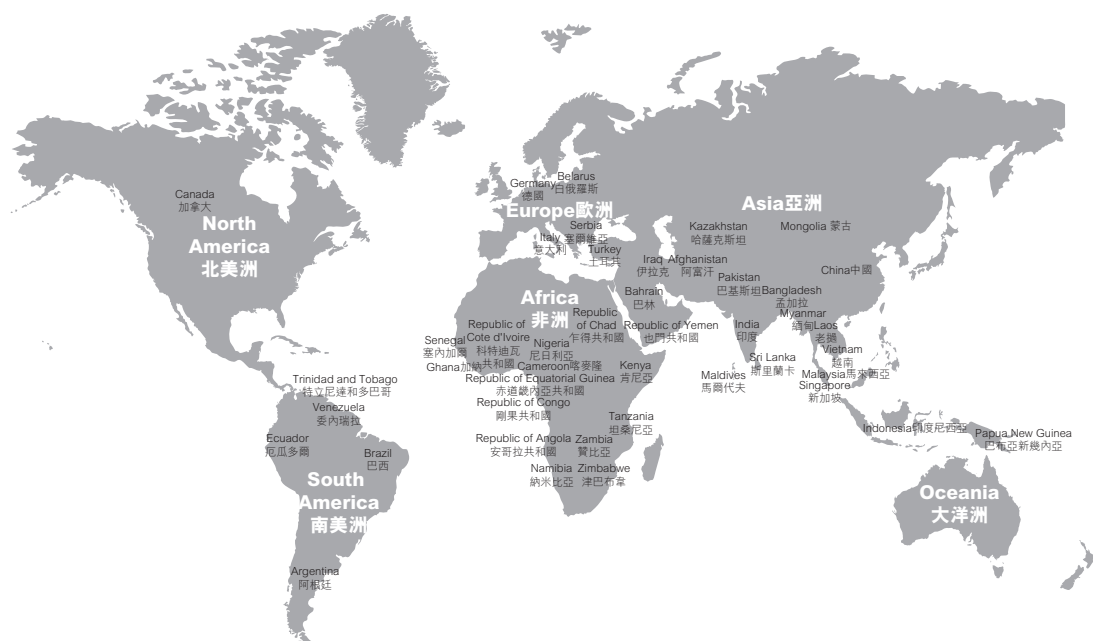 Canada
加拿大
North
America
北美洲
Trinidad and Tobago
特立尼達和多巴哥
Venezuela
委內瑞拉
Ecuador
厄瓜多爾
Brazil
巴西
South
America
南美洲
Argentina
阿根廷
Germany
德國
Belarus
白俄羅斯
Europe歐洲
Serbia
塞爾維亞
Italy
意大利
Turkey
土耳其
Africa
非洲
Republic
of Chad
乍得共和國
Republic of
Cote d'Ivoire
科特迪瓦
共和國
Senegal
塞內加爾
Ghana加納
Nigeria
尼日利亞
Cameroon喀麥隆
Kenya
肯尼亞
Republic of Equatorial Guinea
赤道畿內亞共和國
Republic of Congo
剛果共和國
Tanzania
坦桑尼亞
Republic of Angola
安哥拉共和國
Zambia
贊比亞
Namibia
納米比亞
Zimbabwe
津巴布韋
Asia亞洲
Kazakhstan
哈薩克斯坦
Mongolia 蒙古
Iraq
伊拉克
Afghanistan
阿富汗
China中國
Pakistan
巴基斯坦
Bangladesh
孟加拉
Bahrain
巴林
Republic of Yemen
也門共和國
India
印度
Myanmar
緬甸
Laos
老撾
Vietnam
越南
Sri Lanka
斯里蘭卡
Maldives
馬爾代夫
Malaysia馬來西亞
Singapore
新加坡
Indonesia印度尼西亞
Papua New Guinea
巴布亞新幾內亞
Oceania
大洋洲